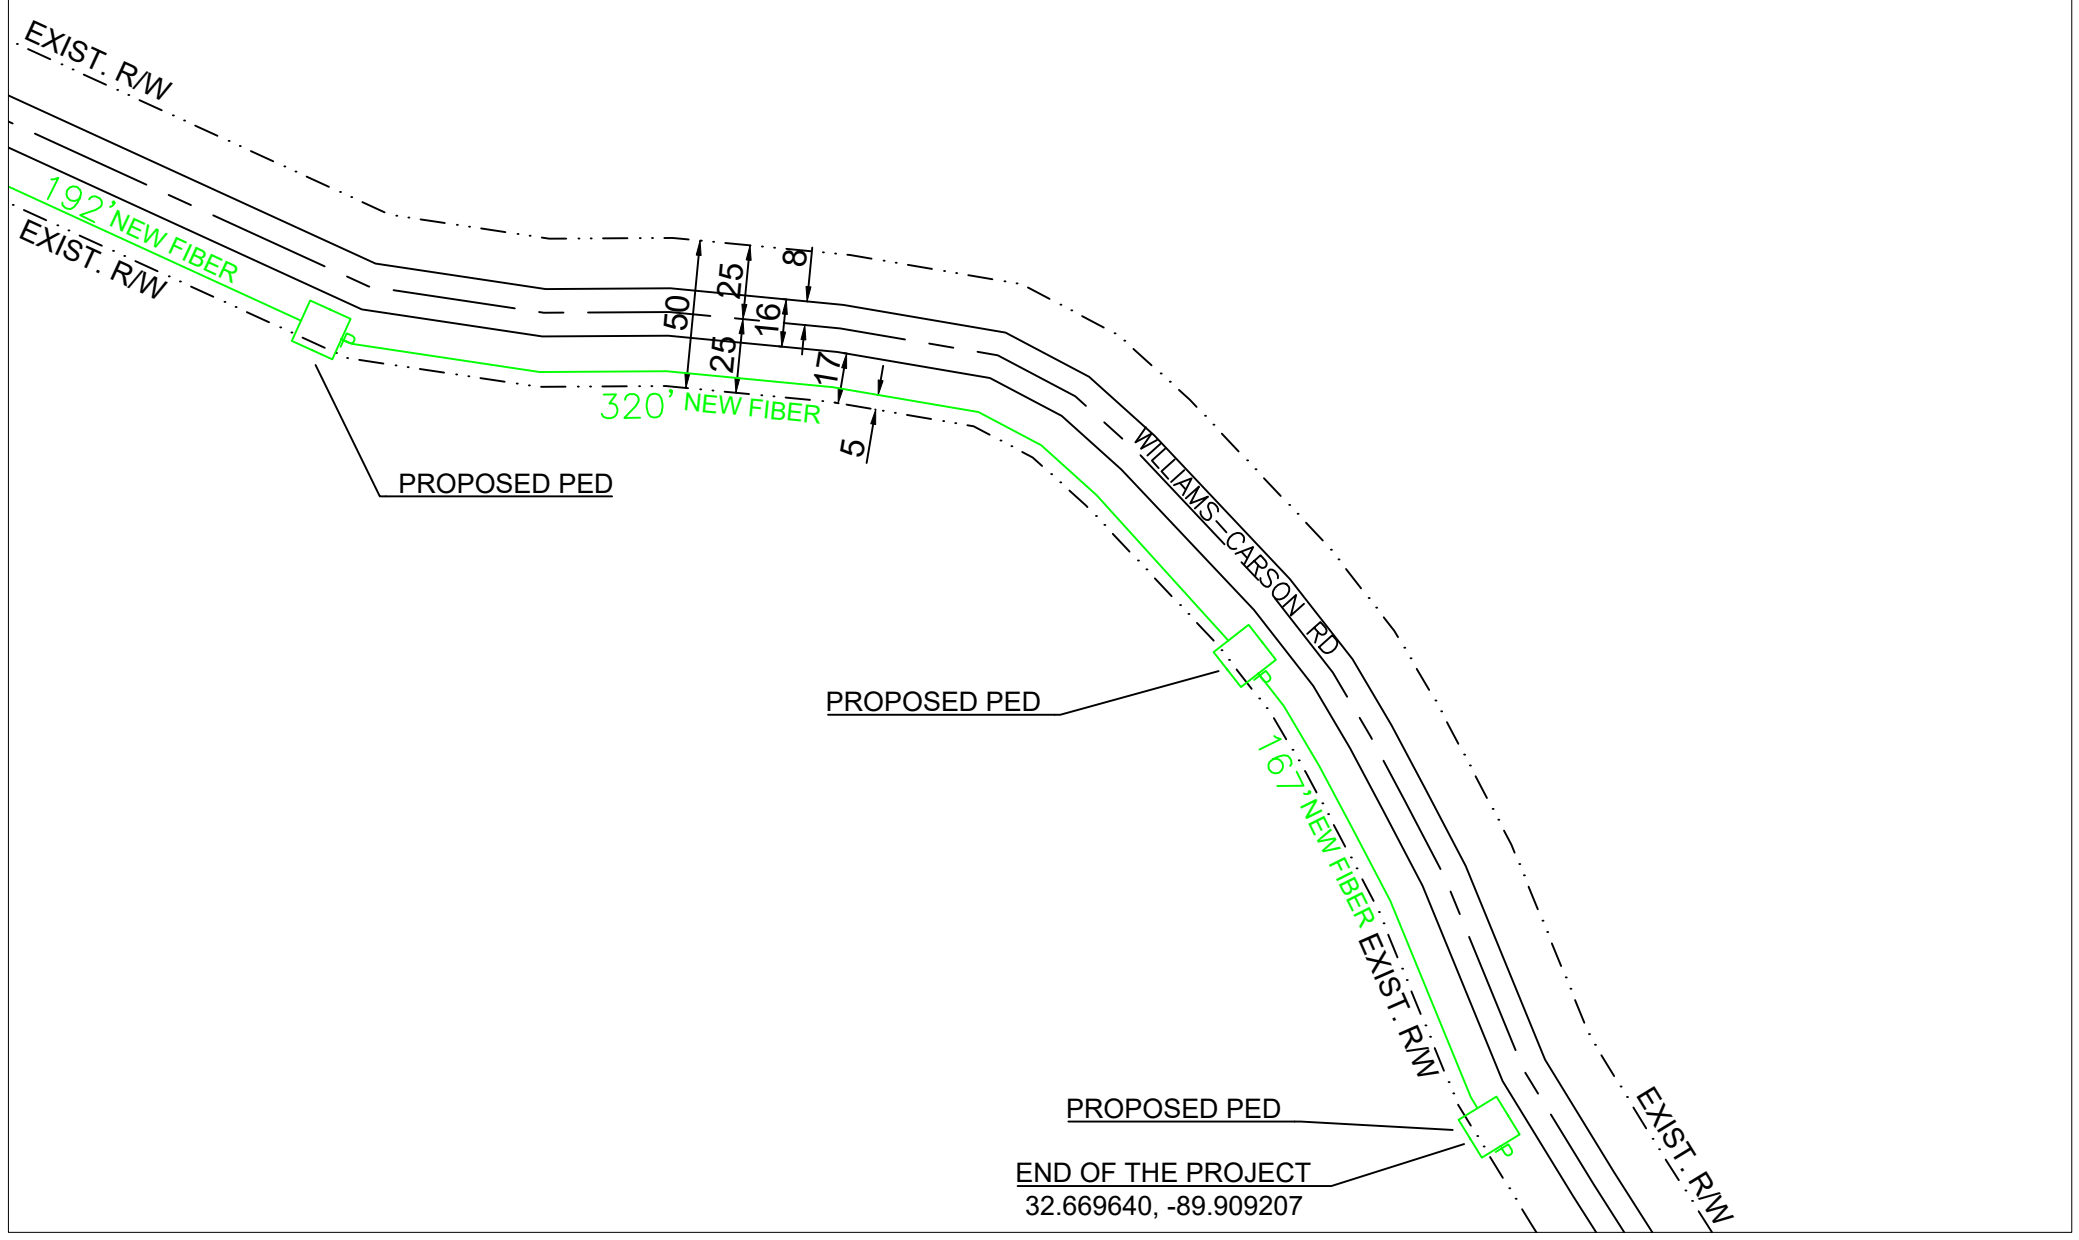 EXIST. R/W
192' NEW FIBER
EXIST. R/W
P
50
25
25
8
16
17
5
320' NEW FIBER
PROPOSED PED
WILLIAMS-CARSON RD
PROPOSED PED
P
167' NEW FIBER
EXIST. R/W
PROPOSED PED
P
END OF THE PROJECT
32.669640, -89.909207
EXIST. R/W